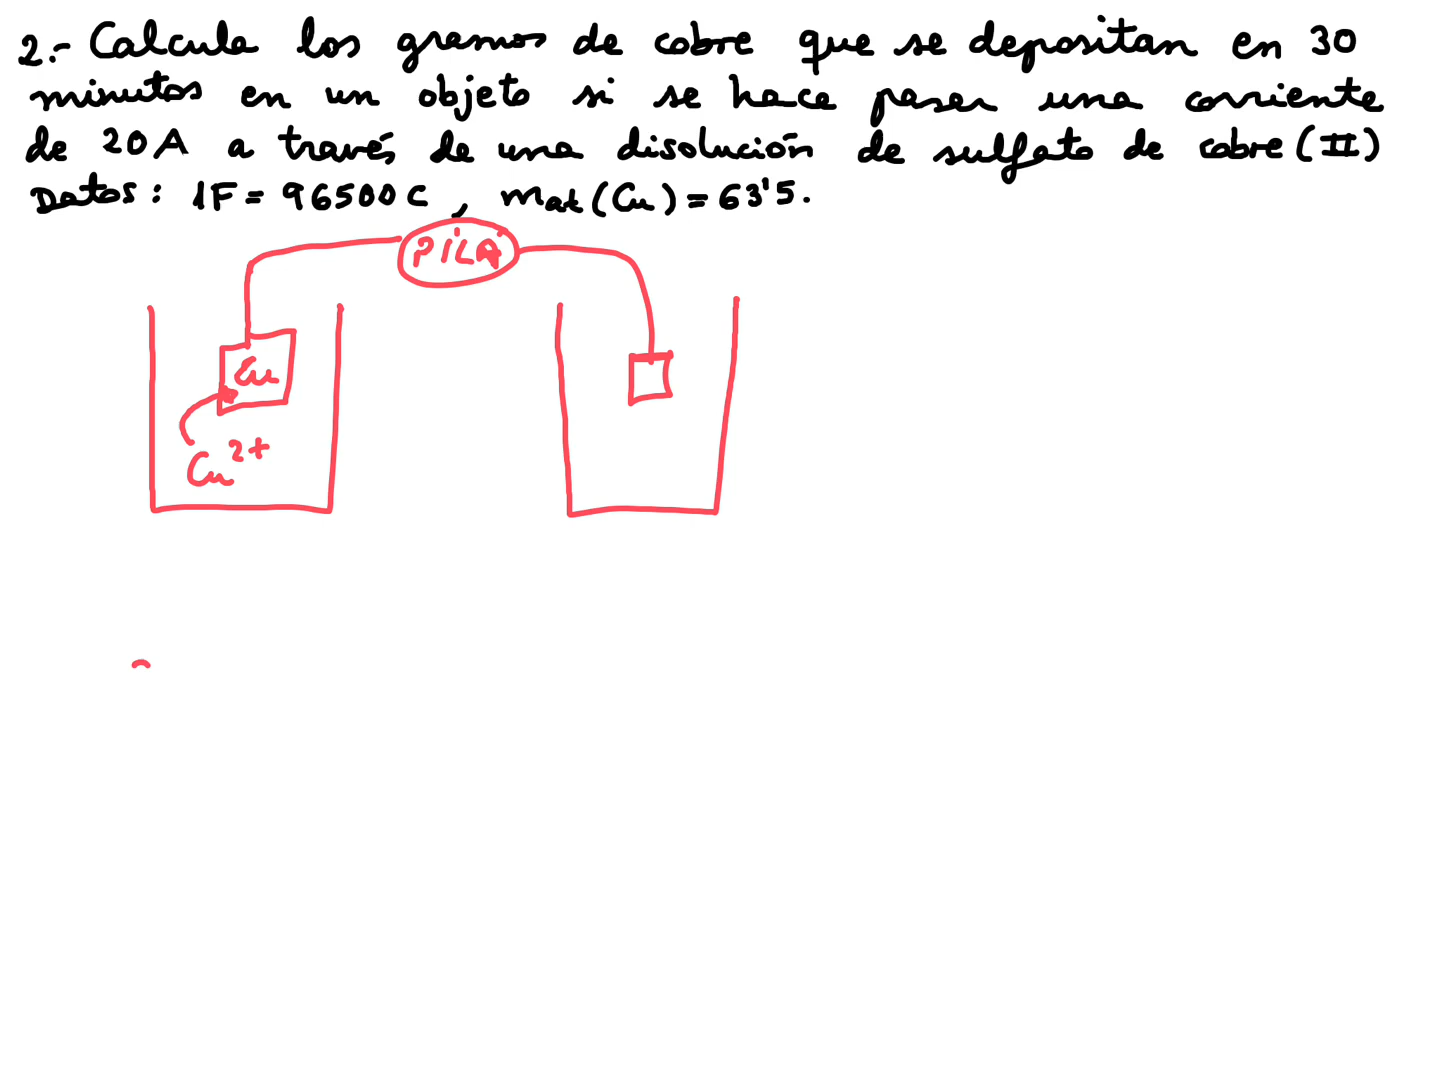 2.- Calcula los gramos de cobre que se depositan en 30
minutos en un objeto si se hace pasar una corriente
de 20A a través de una disolución de sulfato de cobre (II)
Datos: 1F = 96500 C , mat (Cu) = 63'5.
PILA
Cu
Cu²⁺